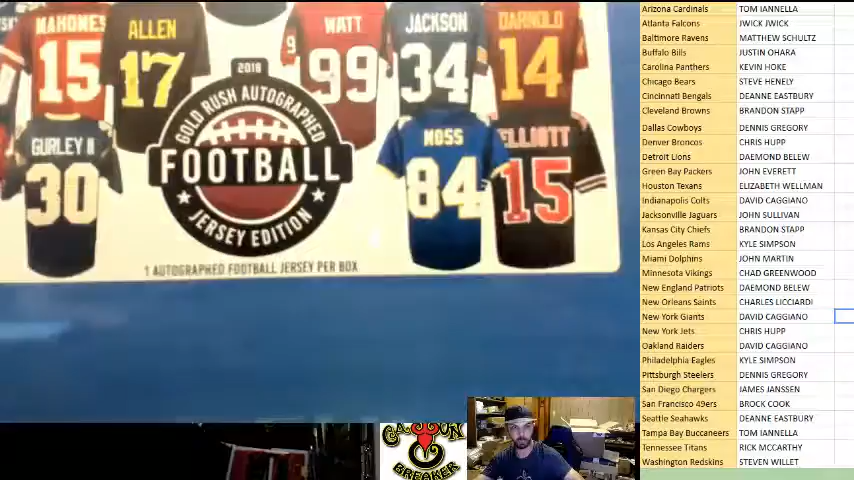 MAHOMES
15
ALLEN
17
WATT
99
JACKSON
34
DARNOLD
14
2018
GOLD RUSH AUTOGRAPHED
FOOTBALL
JERSEY EDITION
GURLEY II
30
MOSS
84
ELLIOTT
15
1 AUTOGRAPHED FOOTBALL JERSEY PER BOX
CAJUN
BREAKER
Arizona Cardinals TOM IANNELLA
Atlanta Falcons JWICK JWICK
Baltimore Ravens MATTHEW SCHULTZ
Buffalo Bills JUSTIN OHARA
Carolina Panthers KEVIN HOKE
Chicago Bears STEVE HENELY
Cincinnati Bengals DEANNE EASTBURY
Cleveland Browns BRANDON STAPP
Dallas Cowboys DENNIS GREGORY
Denver Broncos CHRIS HUPP
Detroit Lions DAEMOND BELEW
Green Bay Packers JOHN EVERETT
Houston Texans ELIZABETH WELLMAN
Indianapolis Colts DAVID CAGGIANO
Jacksonville Jaguars JOHN SULLIVAN
Kansas City Chiefs BRANDON STAPP
Los Angeles Rams KYLE SIMPSON
Miami Dolphins JOHN MARTIN
Minnesota Vikings CHAD GREENWOOD
New England Patriots DAEMOND BELEW
New Orleans Saints CHARLES LICCIARDI
New York Giants DAVID CAGGIANO
New York Jets CHRIS HUPP
Oakland Raiders DAVID CAGGIANO
Philadelphia Eagles KYLE SIMPSON
Pittsburgh Steelers DENNIS GREGORY
San Diego Chargers JAMES JANSSEN
San Francisco 49ers BROCK COOK
Seattle Seahawks DEANNE EASTBURY
Tampa Bay Buccaneers TOM IANNELLA
Tennessee Titans RICK MCCARTHY
Washington Redskins STEVEN WILLET